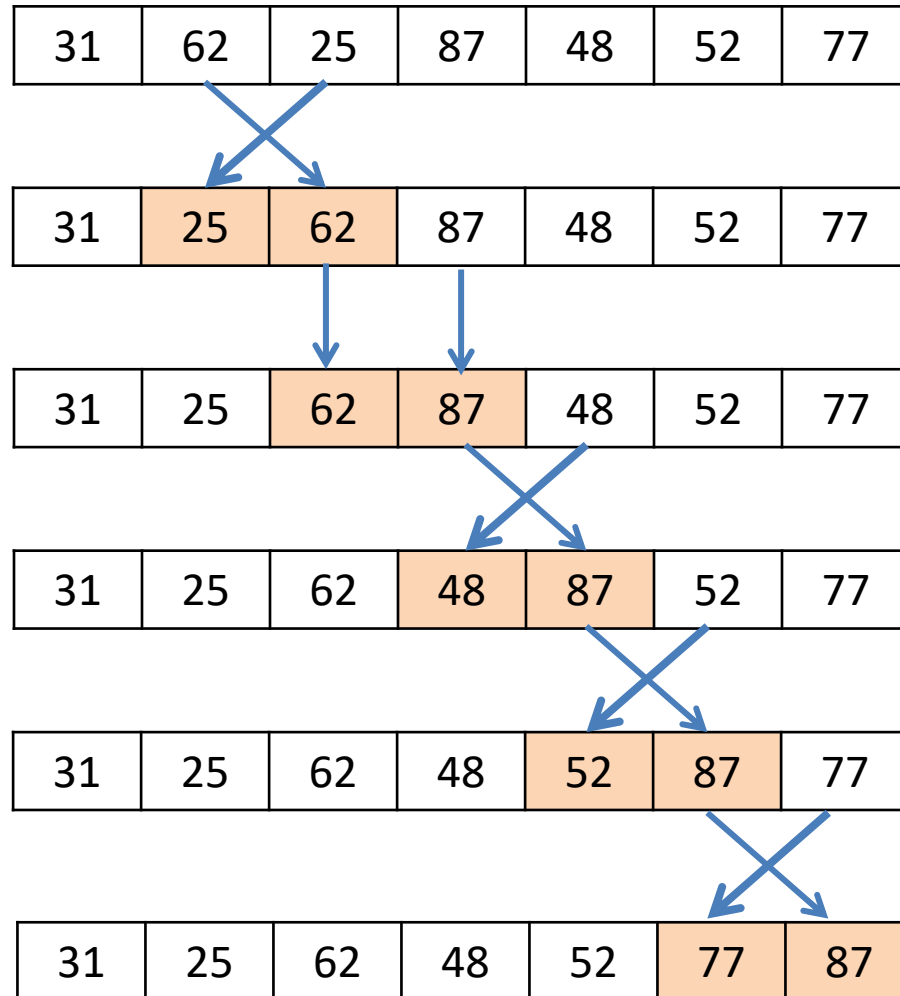 31 62 25 87 48 52 77
31 25 62 87 48 52 77
31 25 62 87 48 52 77
31 25 62 48 87 52 77
31 25 62 48 52 87 77
31 25 62 48 52 77 87